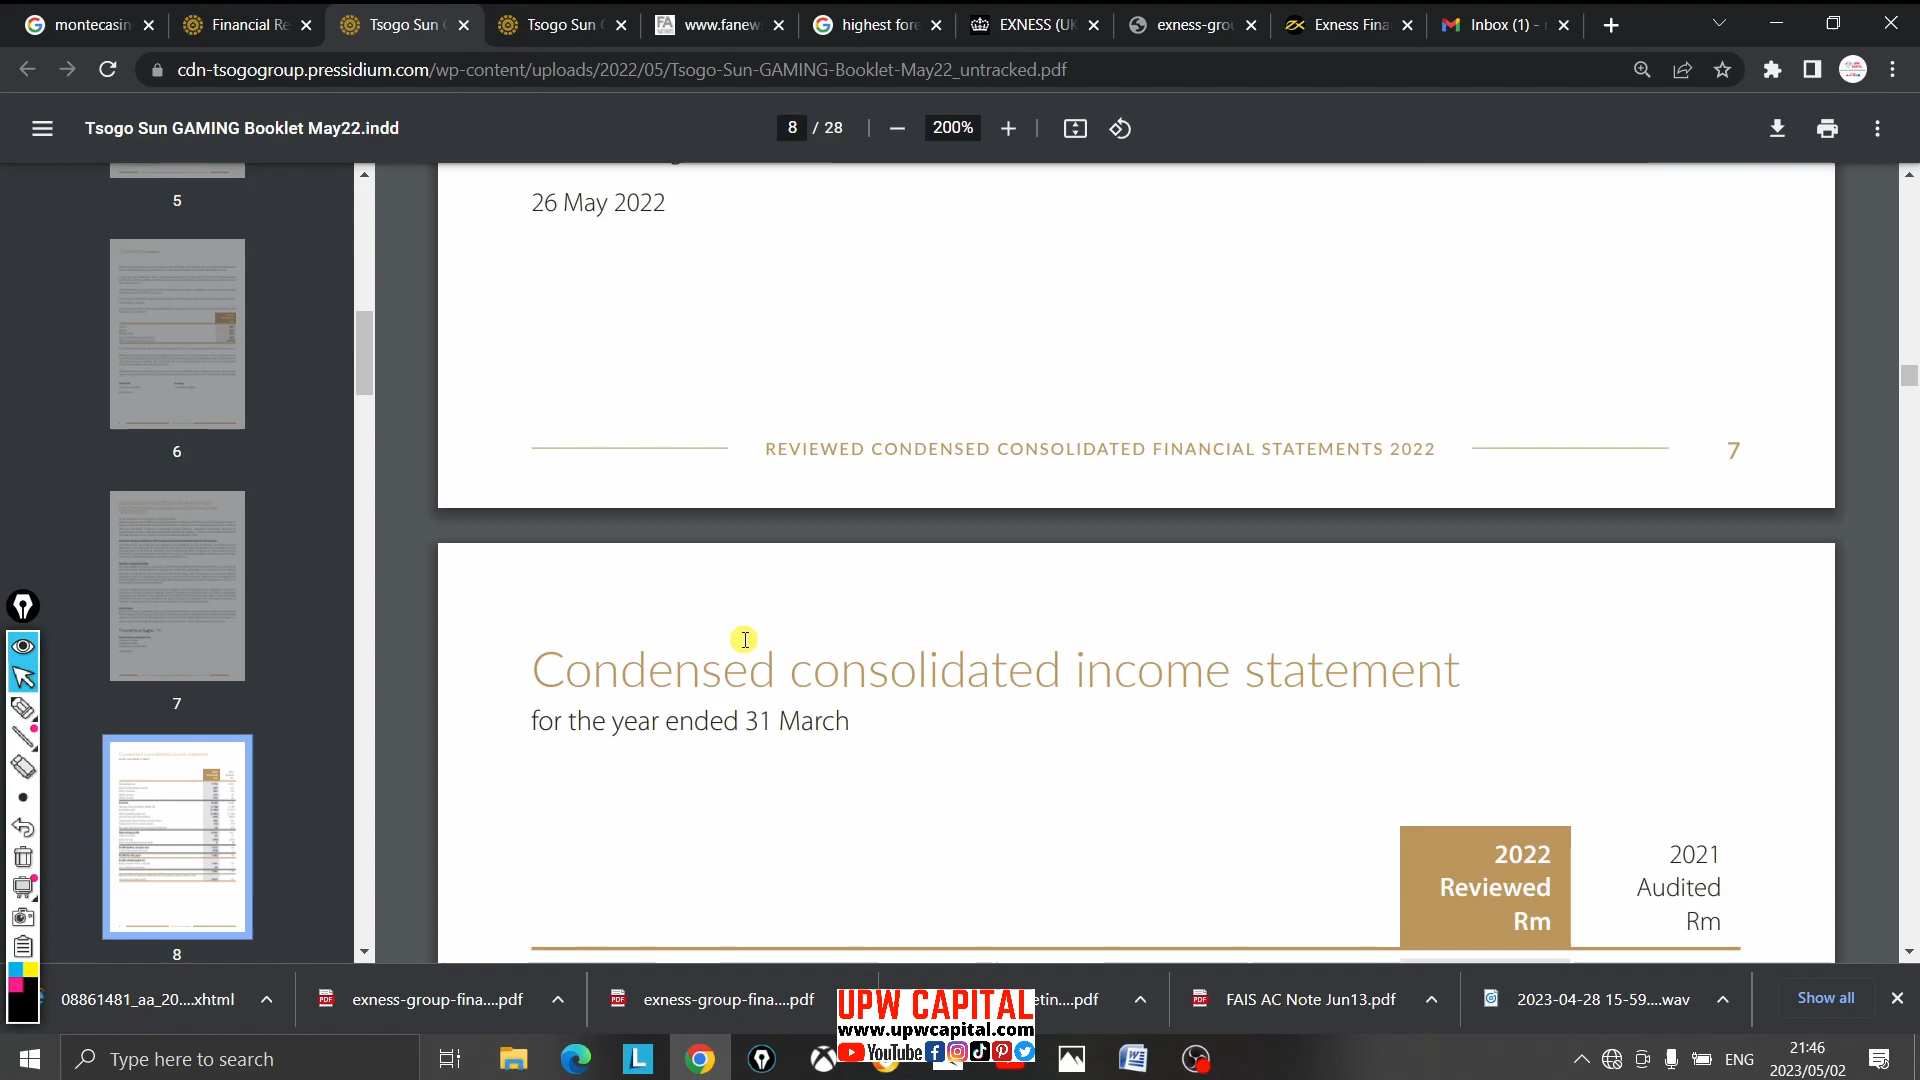 montecasin
Financial Re
Tsogo Sun G
Tsogo Sun G
www.fanew
highest fore
EXNESS (UK
exness-grou
Exness Fina
Inbox (1) -
cdn-tsogogroup.pressidium.com/wp-content/uploads/2022/05/Tsogo-Sun-GAMING-Booklet-May22_untracked.pdf
Tsogo Sun GAMING Booklet May22.indd
8 / 28
200%
5
6
7
8
26 May 2022
REVIEWED CONDENSED CONSOLIDATED FINANCIAL STATEMENTS 2022
7
Condensed consolidated income statement
for the year ended 31 March
2022
Reviewed
Rm
2021
Audited
Rm
08861481_aa_20....xhtml
exness-group-fina....pdf
exness-group-fina....pdf
etin....pdf
FAIS AC Note Jun13.pdf
2023-04-28 15-59....wav
Show all
UPW CAPITAL
www.upwcapital.com
YouTube
Type here to search
ENG
21:46
2023/05/02